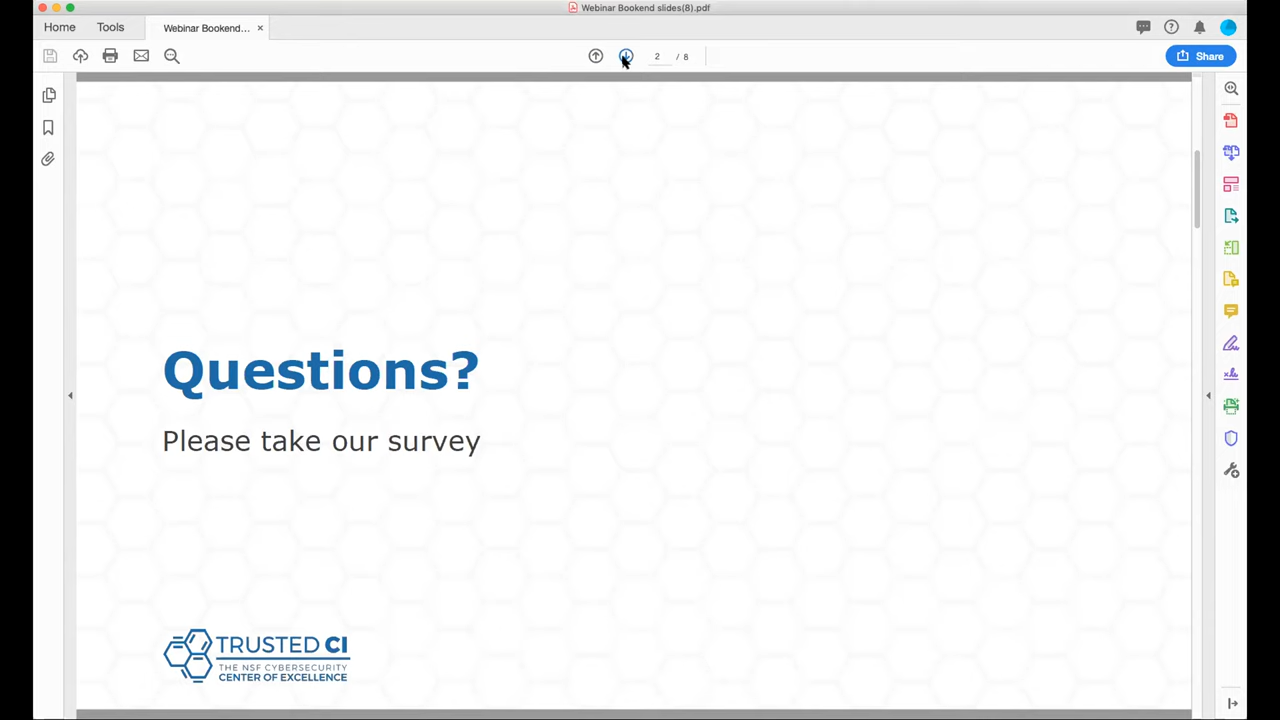 Webinar Bookend slides(8).pdf
Home
Tools
Webinar Bookend...
2 / 8
Share
Questions?
Please take our survey
TRUSTED CI
THE NSF CYBERSECURITY
CENTER OF EXCELLENCE